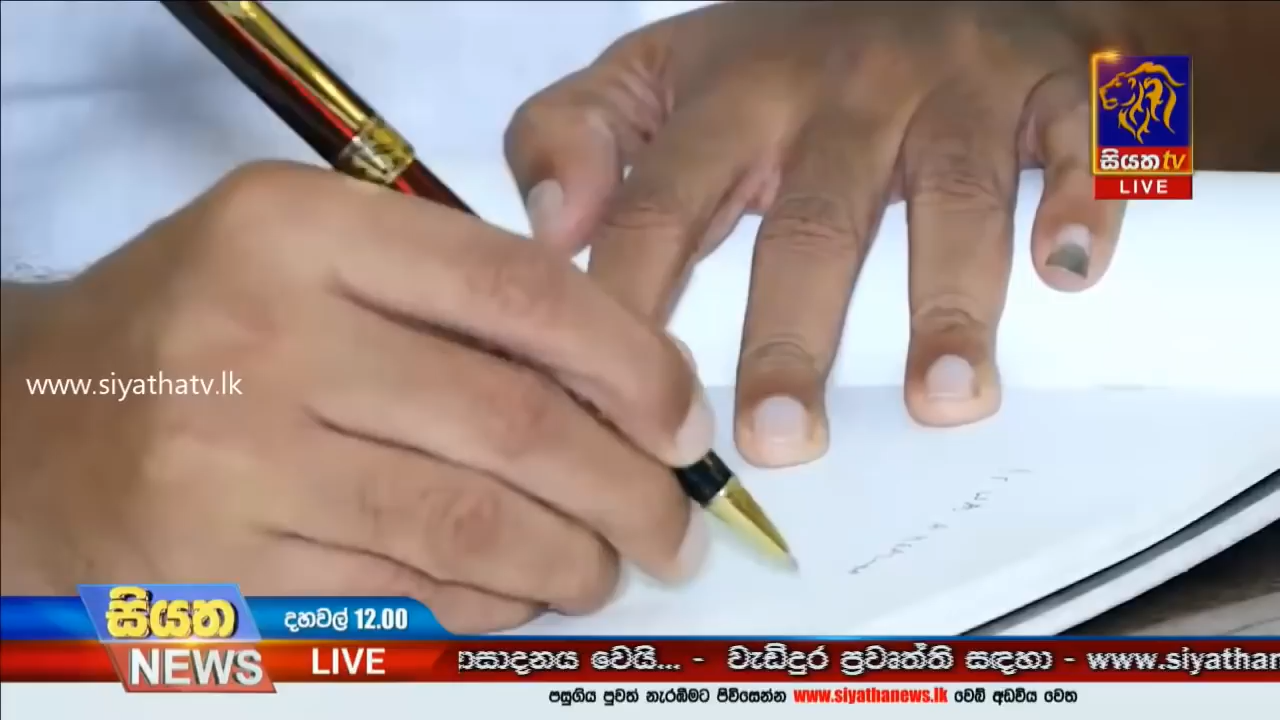 සියත tv
LIVE
www.siyathatv.lk
සියත
NEWS
දහවල් 12.00
LIVE
ාසාදනය වෙයි... - වැඩිදුර ප්‍රවෘත්ති සඳහා - www.siyathan
පසුගිය පුවත් නැරඹීමට පිවිසෙන්න www.siyathanews.lk වෙබ් අඩවිය වෙත